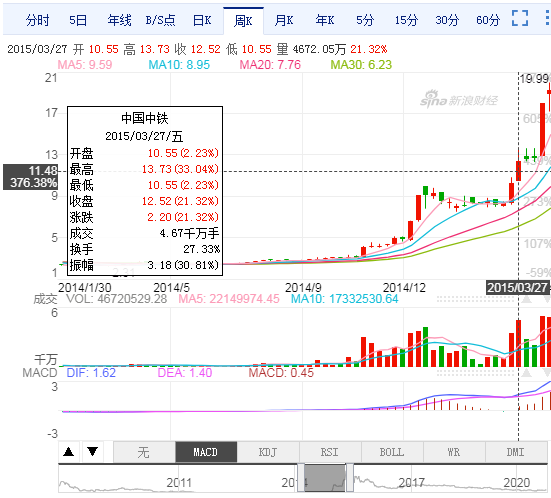 分时 5日 年线 B/S点 日K 周K 月K 5分 15分 30分 60分
2015/03/27 开 10.55 高 13.73 收 12.52 低 10.55 量 4672.05万 21.32%
MA5: 9.59 MA10: 8.95 MA20: 7.76 MA30: 6.23
21
19.99
17
sina新浪财经
605%
13
中国中铁
2015/03/27/五
开盘 10.55(2.23%)
最高 13.73(33.04%)
最低 10.55(2.23%)
收盘 12.52(21.32%)
涨跌 2.20(21.32%)
成交 4.67千万手
换手 27.33%
振幅 3.18(30.81%)
11.48
376.38%
9
273%
5
107%
1
-59%
2014/1/30 2014/5 2014/9 2014/12 2015/03/27
成交 VOL: 46720529.28 MA5: 22149974.45 MA10: 17332530.64
6
千万
MACD DIF: 1.62 DEA: 1.40 MACD: 0.45
3
-3
无 MACD KDJ RSI BOLL WR DMI
2011 2017 2020